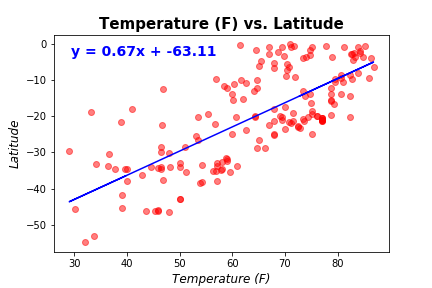 Temperature (F) vs. Latitude
y = 0.67x + -63.11
0
−10
−20
−30
−40
−50
Latitude
30 40 50 60 70 80
Temperature (F)